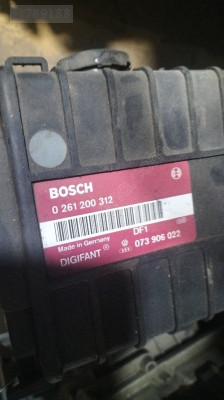 BOSCH
0 261 200 312
DF1
Made in Germany
073 906 022
DIGIFANT ®